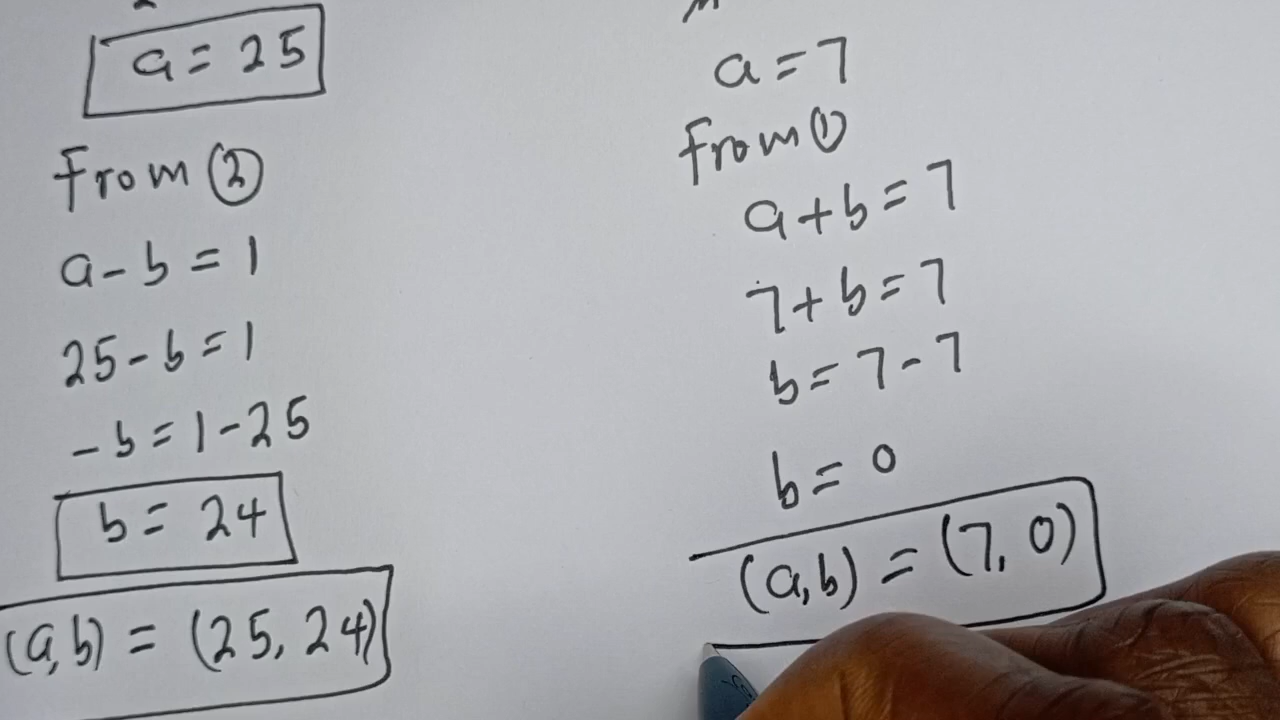 a = 25
From ②
a - b = 1
25 - b = 1
- b = 1 - 25
b = 24
(a,b) = (25, 24)
a = 7
From ①
a + b = 7
7 + b = 7
b = 7 - 7
b = 0
(a,b) = (7, 0)